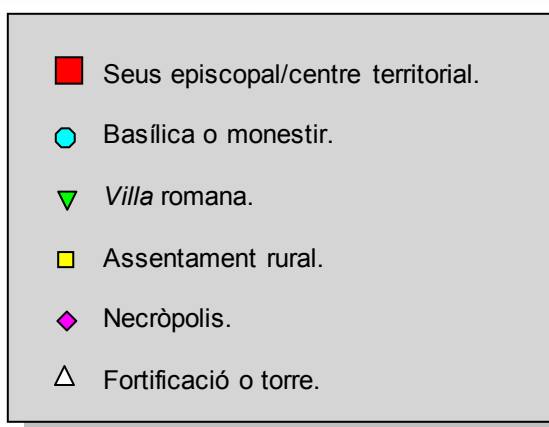 Seus episcopal/centre territorial.
Basílica o monestir.
Villa romana.
Assentament rural.
Necròpolis.
Fortificació o torre.